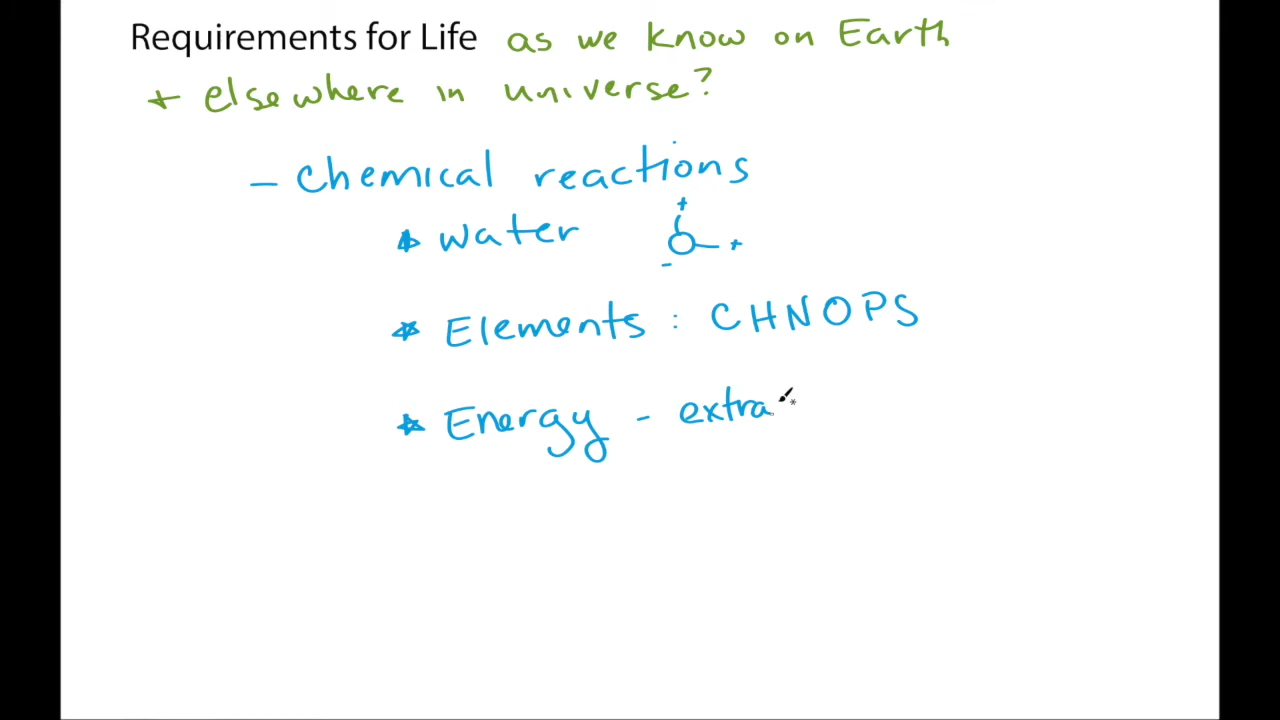 Requirements for Life as we know on Earth
+ elsewhere in universe?
- Chemical reactions
* water + - +
* Elements : CHNOPS
* Energy - extra